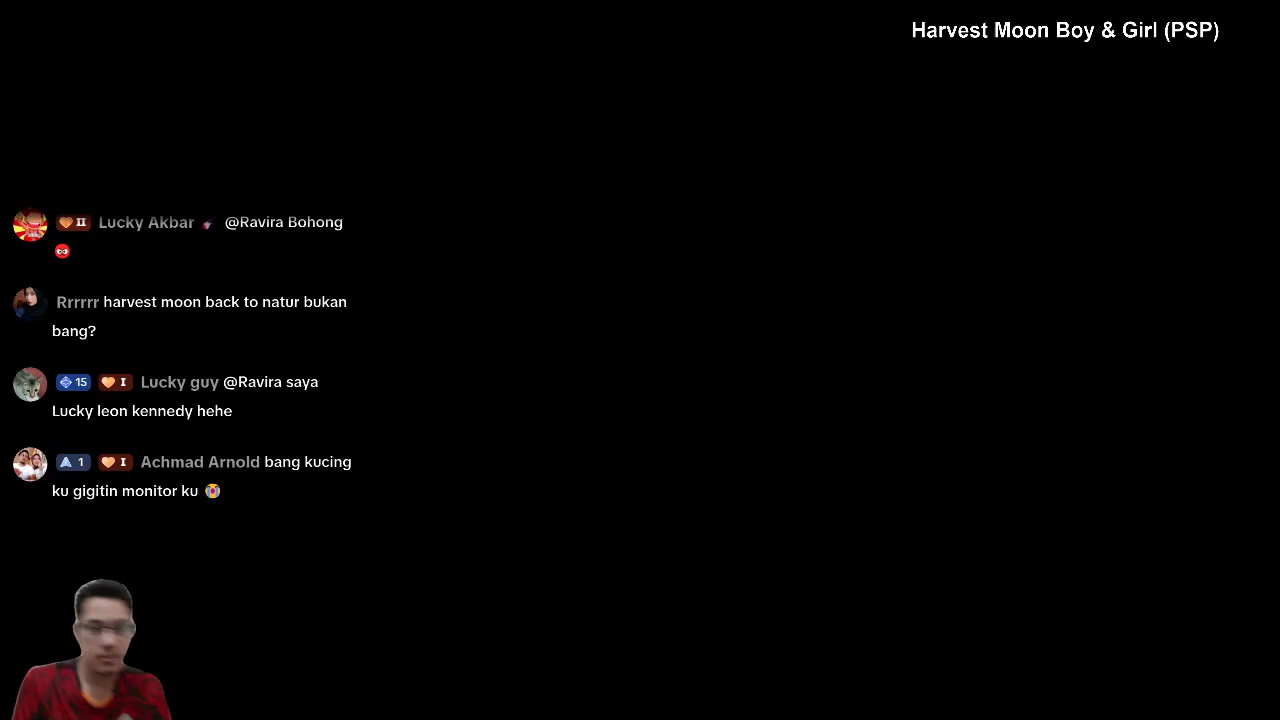 Harvest Moon Boy & Girl (PSP)
II Lucky Akbar @Ravira Bohong
Rrrrrr harvest moon back to natur bukan
bang?
15 I Lucky guy @Ravira saya
Lucky leon kennedy hehe
1 I Achmad Arnold bang kucing
ku gigitin monitor ku